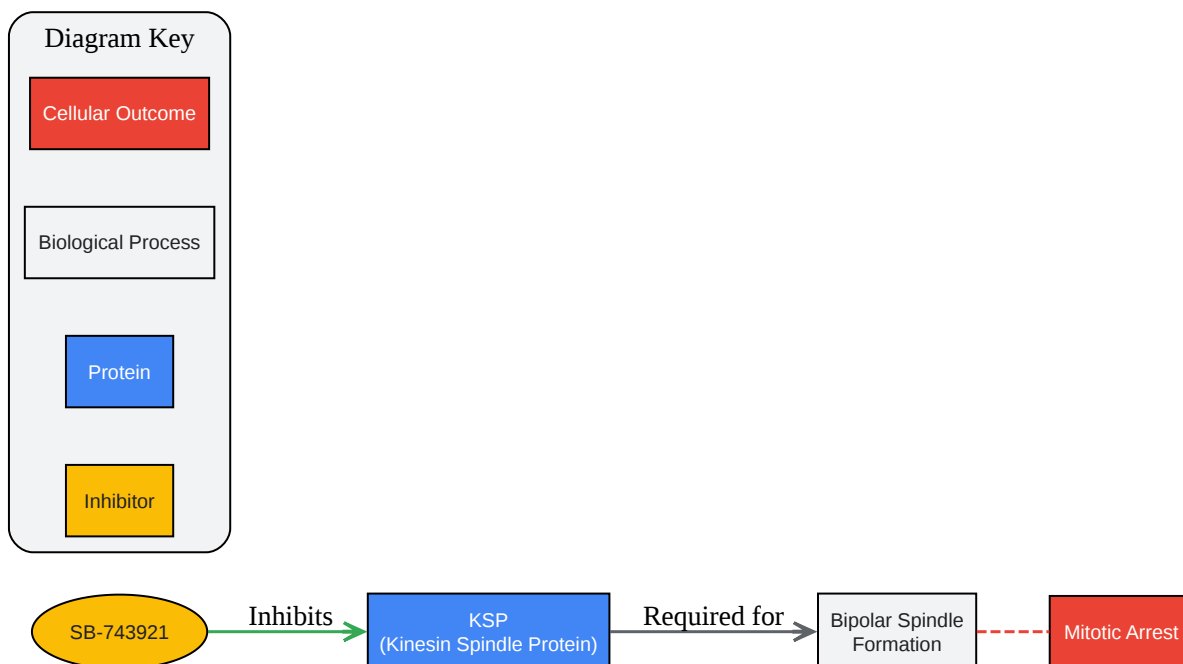 Diagram Key
Cellular Outcome
Biological Process
Protein
Inhibitor
SB-743921
Inhibits
KSP
(Kinesin Spindle Protein)
Required for
Bipolar Spindle
Formation
Mitotic Arrest